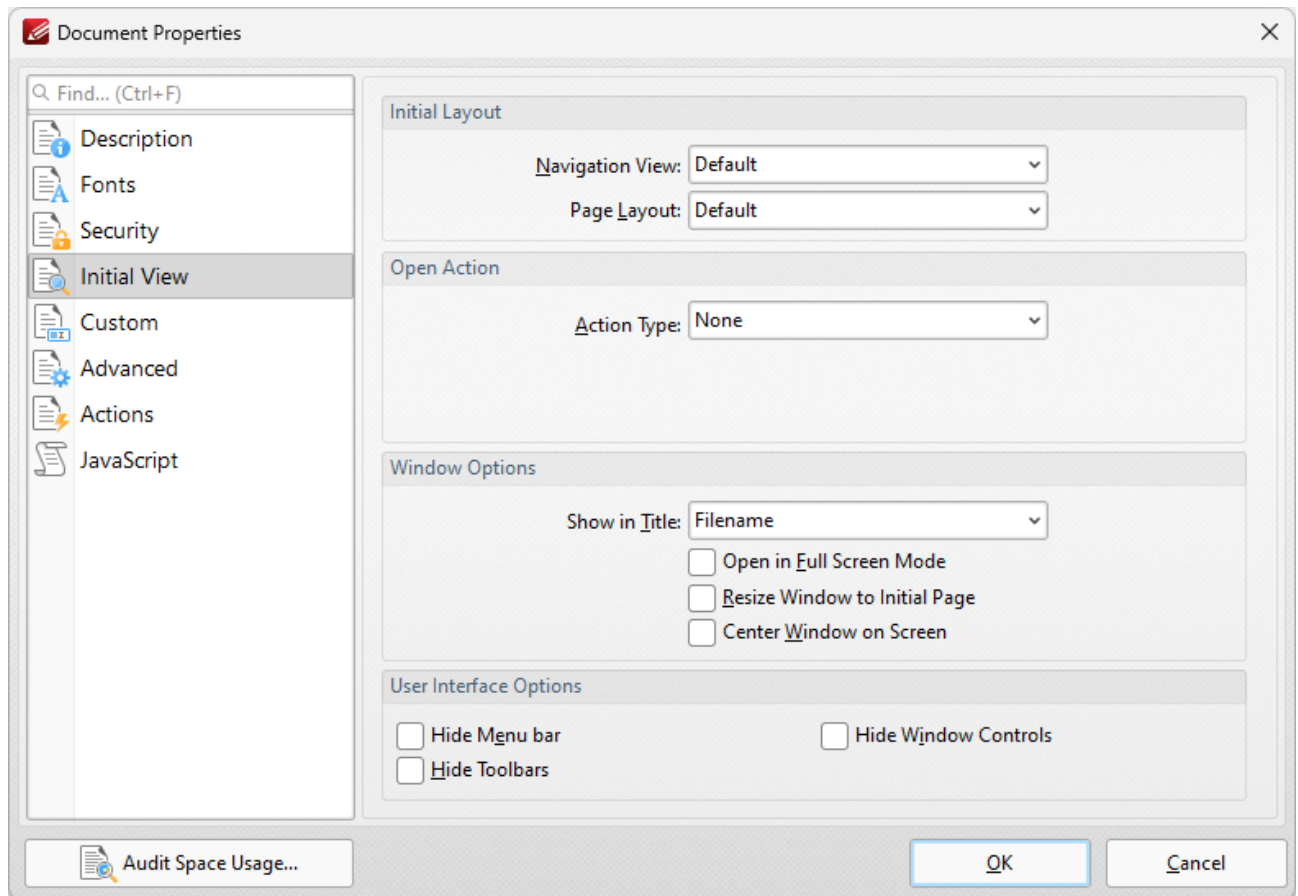 Document Properties
Find... (Ctrl+F)
Description
Fonts
Security
Initial View
Custom
Advanced
Actions
JavaScript
Initial Layout
Navigation View: Default
Page Layout: Default
Open Action
Action Type: None
Window Options
Show in Title: Filename
Open in Full Screen Mode
Resize Window to Initial Page
Center Window on Screen
User Interface Options
Hide Menu bar
Hide Window Controls
Hide Toolbars
Audit Space Usage...
OK
Cancel